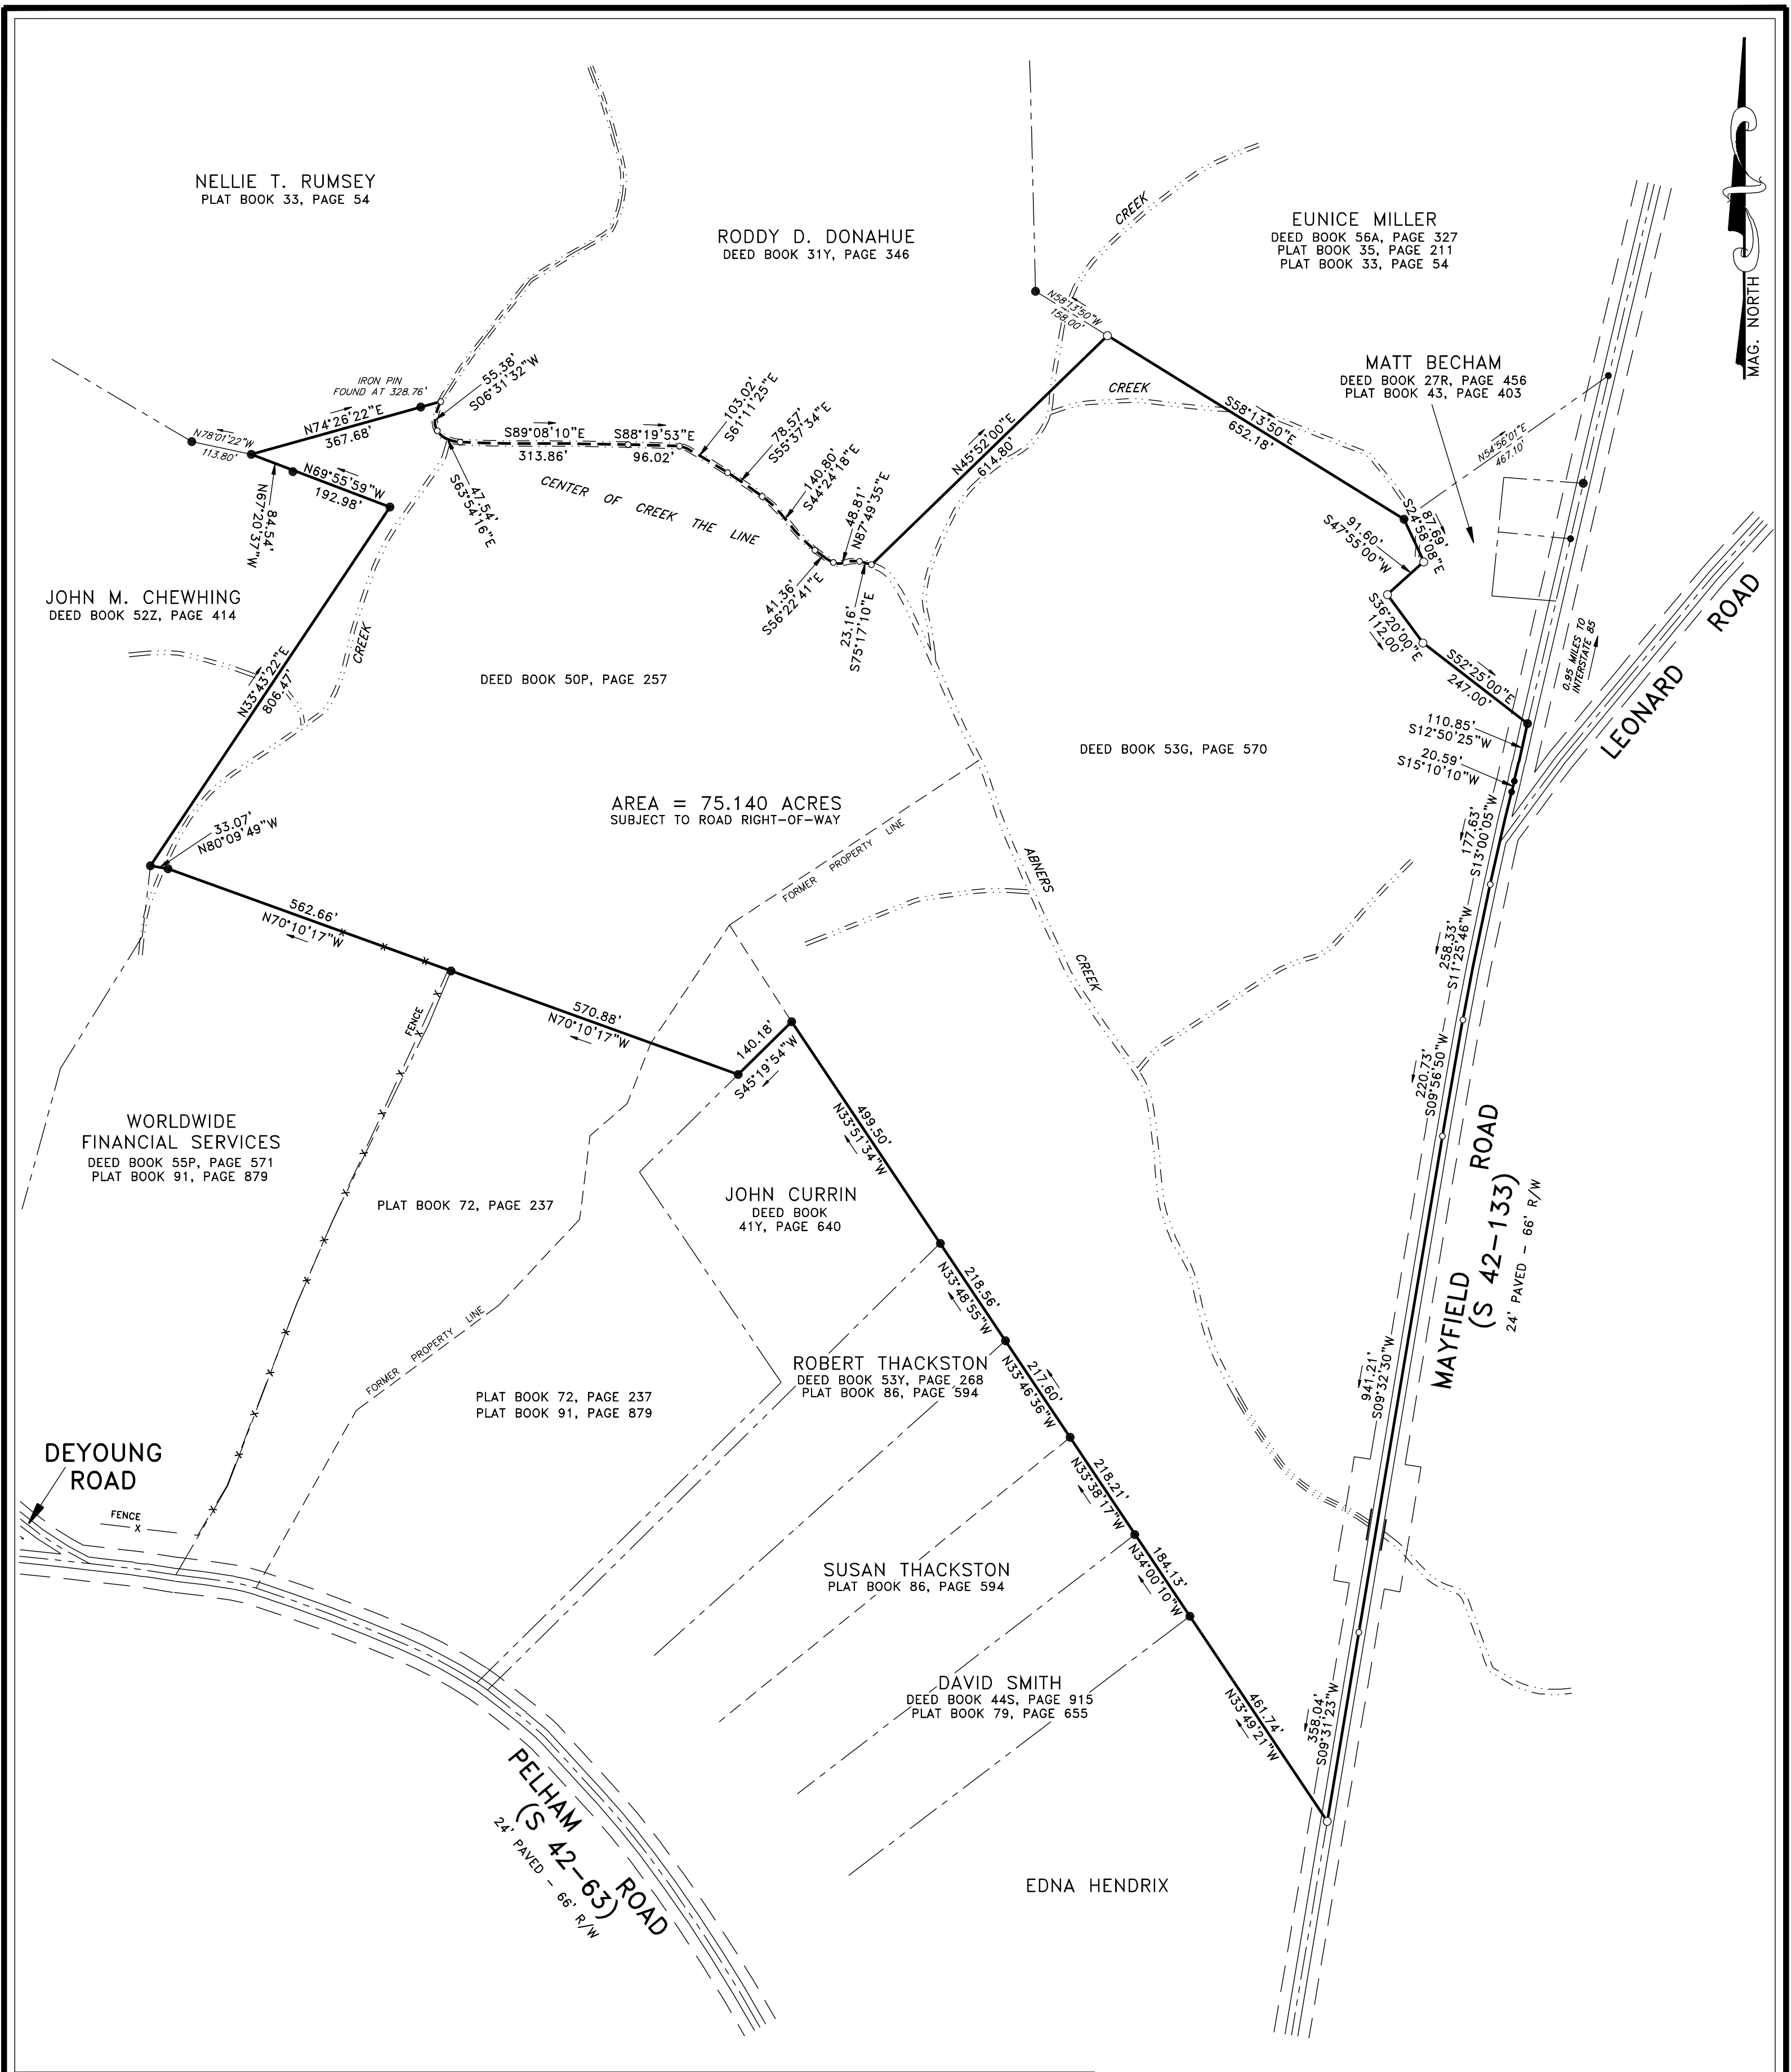 MAG. NORTH
NELLIE T. RUMSEY
PLAT BOOK 33, PAGE 54
RODDY D. DONAHUE
DEED BOOK 31Y, PAGE 346
CREEK
EUNICE MILLER
DEED BOOK 56A, PAGE 327
PLAT BOOK 35, PAGE 211
PLAT BOOK 33, PAGE 54
N58°13'50"W
158.00'
MATT BECHAM
DEED BOOK 27R, PAGE 456
PLAT BOOK 43, PAGE 403
IRON PIN
FOUND AT 328.76'
55.38'
S06°31'32"W
N74°26'22"E
367.68'
N78°01'22"W
113.80'
N69°55'59"W
192.98'
84.54'
N67°20'37"W
47.54'
S63°54'16"E
S89°08'10"E
313.86'
S88°19'53"E
96.02'
103.02'
S61°11'25"E
78.57'
S55°37'34"E
140.80'
S44°24'18"E
48.81'
N87°49'35"E
41.36'
S56°22'41"E
23.16'
S75°17'10"E
CENTER OF CREEK THE LINE
N45°52'00"E
614.80'
CREEK
S58°13'50"E
652.18'
N54°56'01"E
467.10'
87.69'
S24°58'08"E
91.60'
S47°55'00"W
S36°20'00"E
112.00'
S52°25'00"E
247.00'
110.85'
S12°50'25"W
20.59'
S15°10'10"W
0.95 MILES TO
INTERSTATE 85
LEONARD ROAD
JOHN M. CHEWHING
DEED BOOK 52Z, PAGE 414
CREEK
N33°43'22"E
806.47'
DEED BOOK 50P, PAGE 257
DEED BOOK 53G, PAGE 570
AREA = 75.140 ACRES
SUBJECT TO ROAD RIGHT-OF-WAY
FORMER PROPERTY LINE
ABNERS
CREEK
33.07'
N80°09'49"W
562.66'
N70°10'17"W
FENCE
570.88'
N70°10'17"W
140.18'
S45°19'54"W
177.63'
S13°00'05"W
258.33'
S11°25'46"W
220.73'
S09°56'50"W
941.21'
S09°32'30"W
358.04'
S09°31'23"W
MAYFIELD ROAD
(S 42-133)
24' PAVED - 66' R/W
499.50'
N33°51'34"W
218.56'
N33°48'55"W
217.60'
N33°46'36"W
218.21'
N33°38'17"W
184.13'
N34°00'10"W
461.74'
N33°49'21"W
WORLDWIDE
FINANCIAL SERVICES
DEED BOOK 55P, PAGE 571
PLAT BOOK 91, PAGE 879
PLAT BOOK 72, PAGE 237
JOHN CURRIN
DEED BOOK
41Y, PAGE 640
FORMER PROPERTY LINE
ROBERT THACKSTON
DEED BOOK 53Y, PAGE 268
PLAT BOOK 86, PAGE 594
PLAT BOOK 72, PAGE 237
PLAT BOOK 91, PAGE 879
DEYOUNG
ROAD
FENCE
SUSAN THACKSTON
PLAT BOOK 86, PAGE 594
DAVID SMITH
DEED BOOK 44S, PAGE 915
PLAT BOOK 79, PAGE 655
PELHAM ROAD
(S 42-63)
24' PAVED - 66' R/W
EDNA HENDRIX